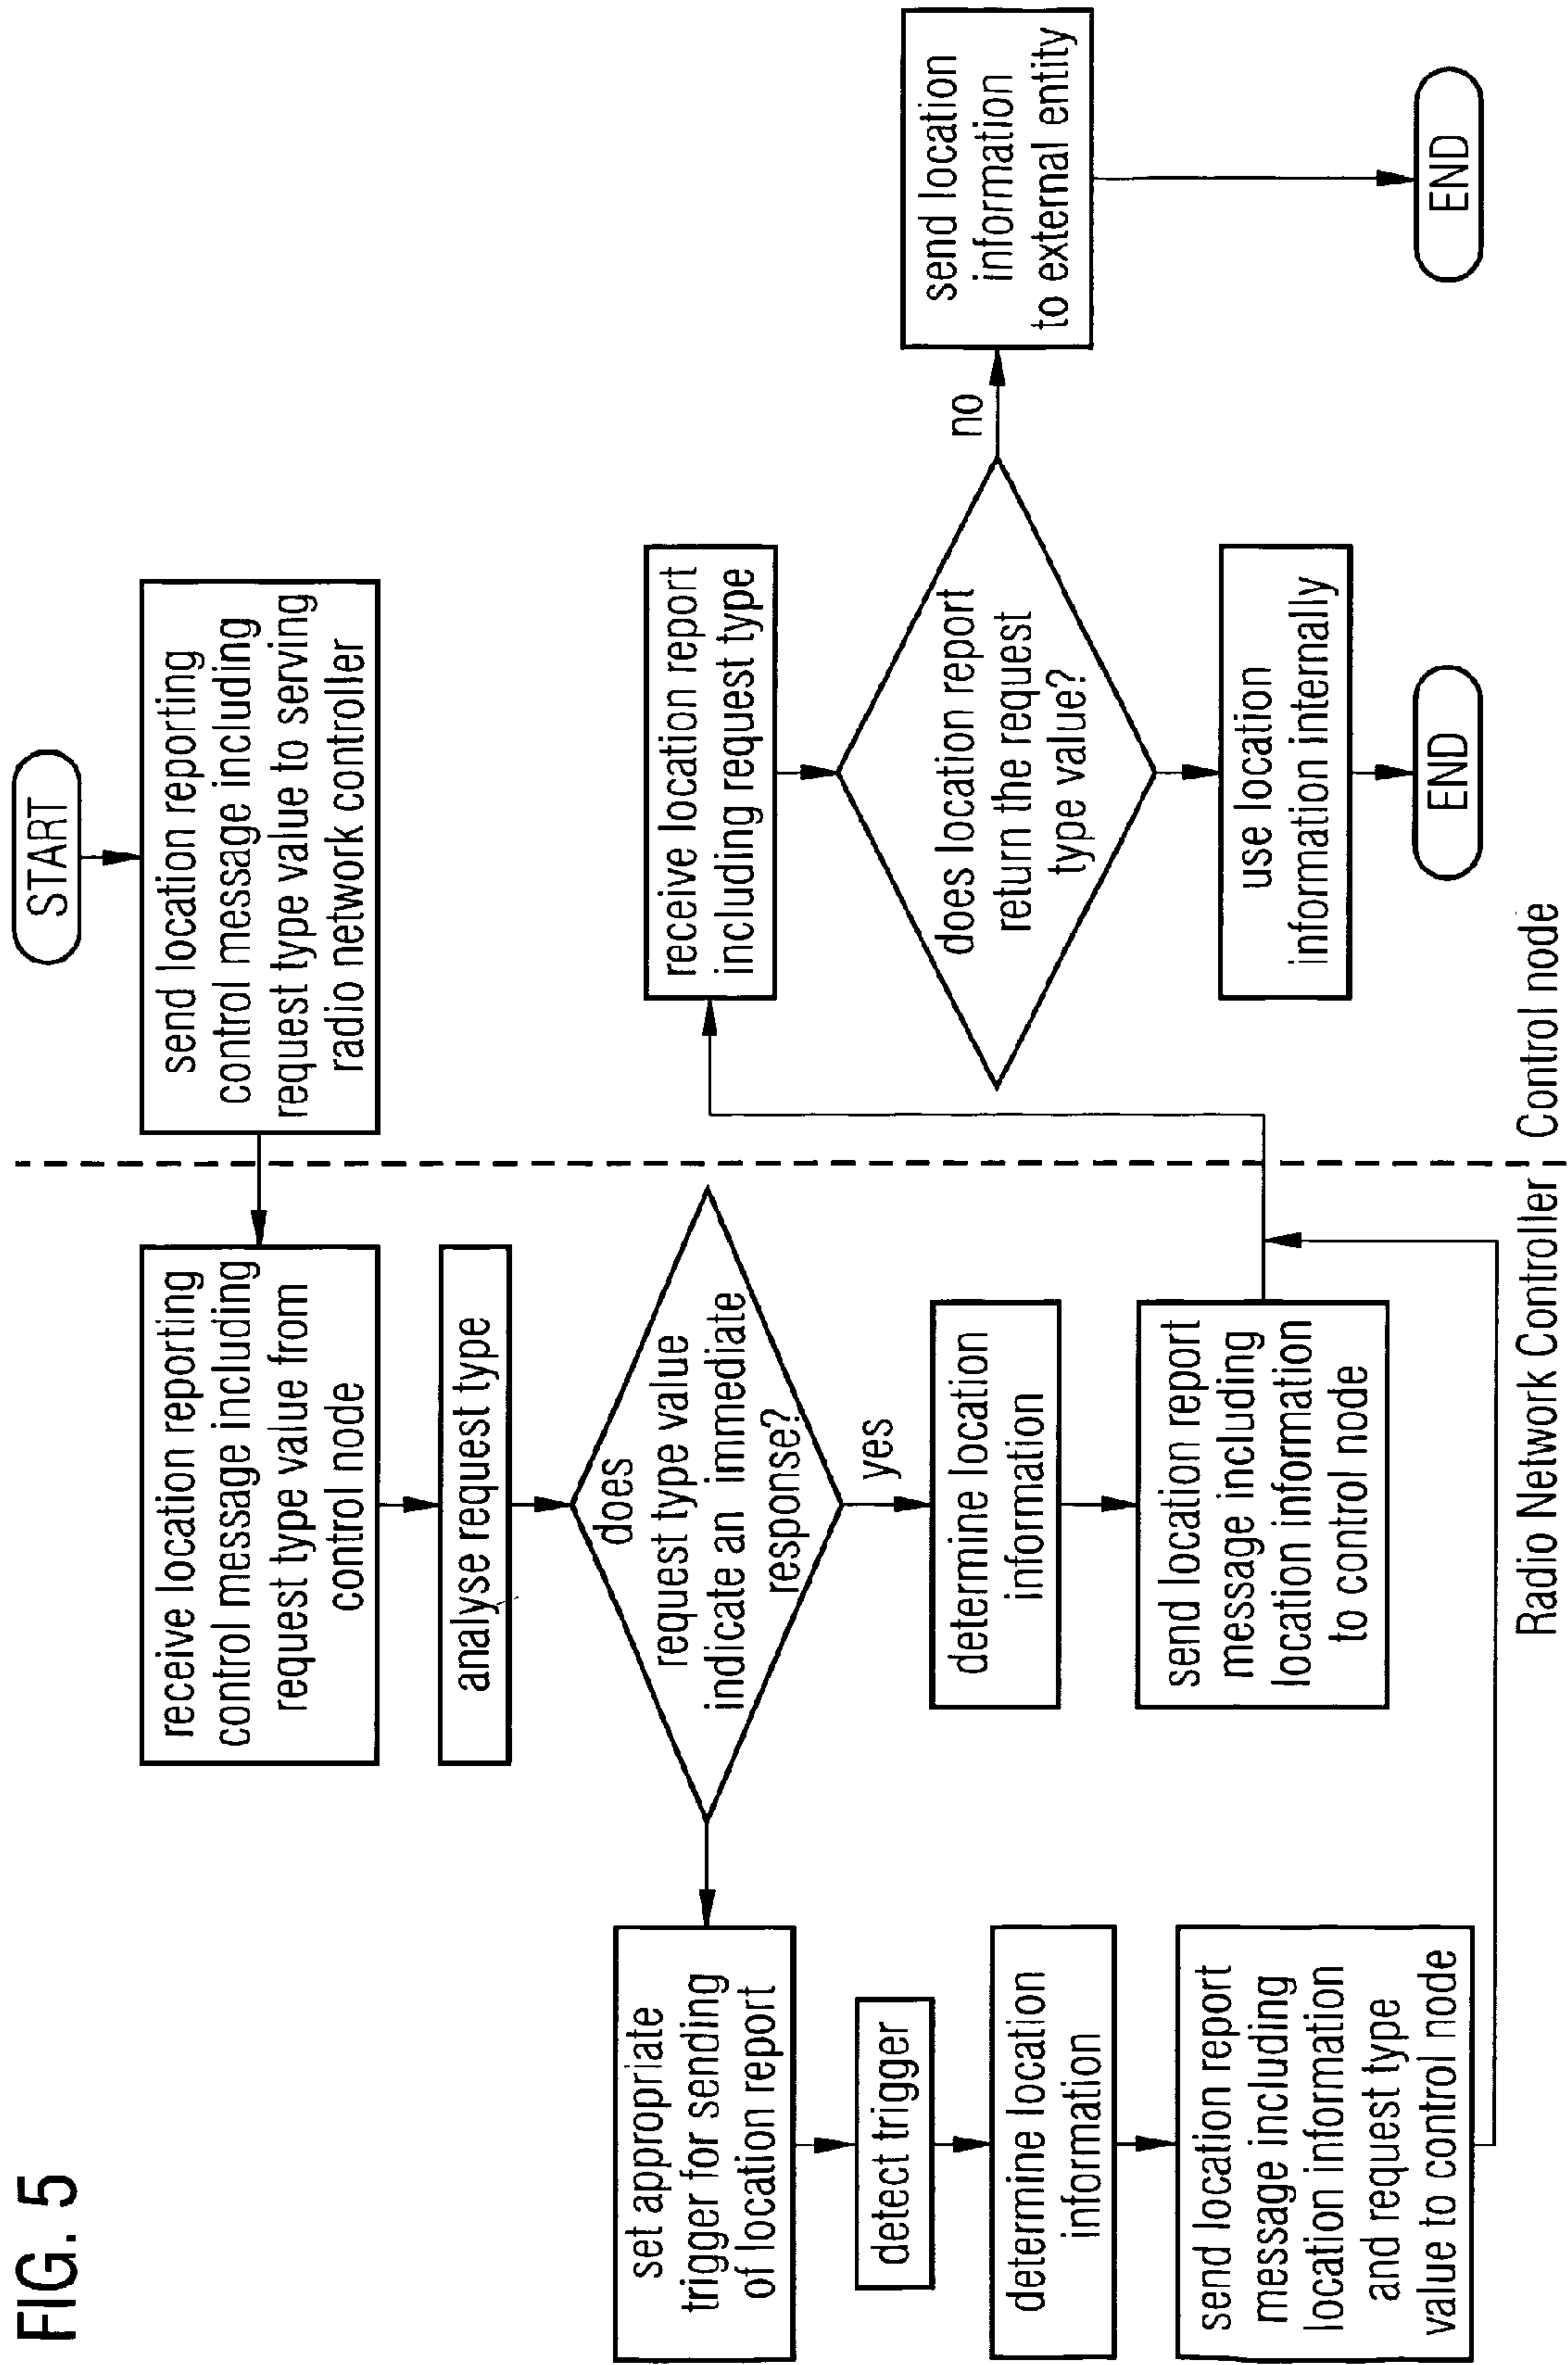 FIG. 5
START
send location reporting
control message including
request type value to serving
radio network controller
receive location reporting
control message including
request type value from
control node
analyse request type
does
request type value
indicate an immediate
response?
yes
determine location
information
send location report
message including
location information
to control node
set appropriate
trigger for sending
of location report
detect trigger
determine location
information
send location report
message including
location information
and request type
value to control node
receive location report
including request type
does location report
return the request
type value?
no
send location
information
to external entity
END
use location
information internally
END
Radio Network Controller
Control node